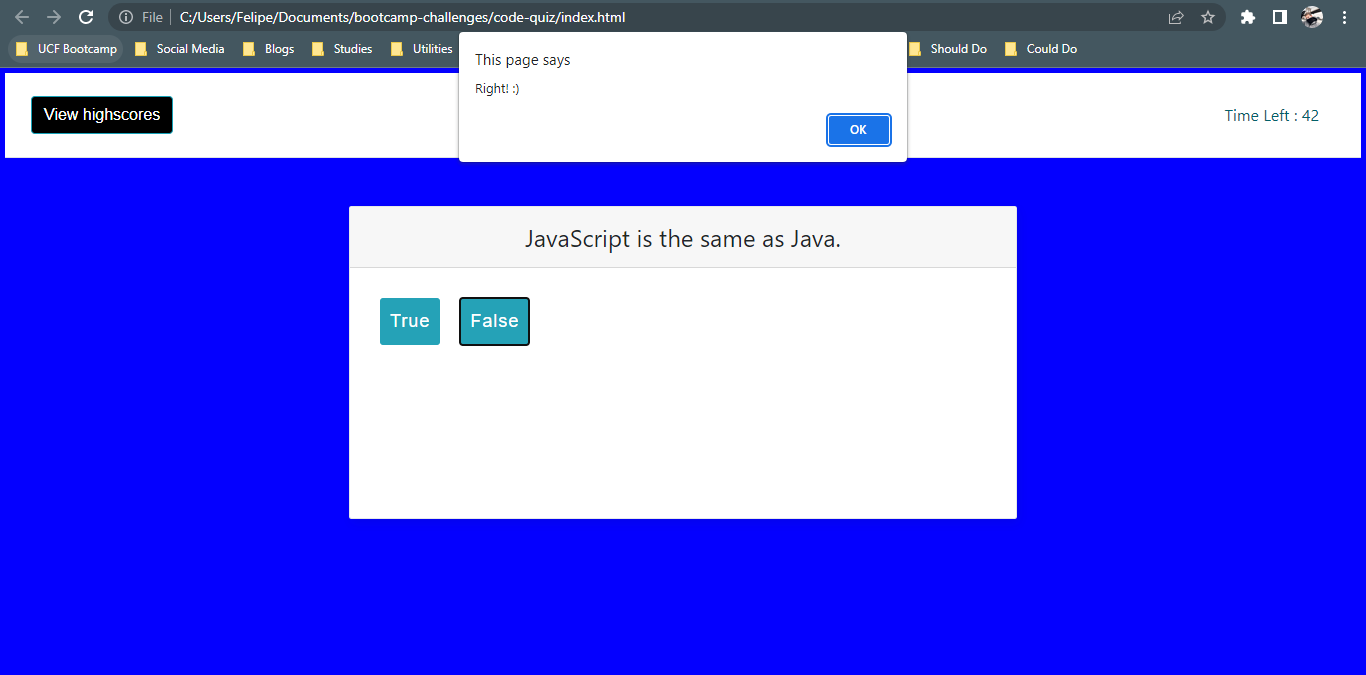 File | C:/Users/Felipe/Documents/bootcamp-challenges/code-quiz/index.html
UCF Bootcamp Social Media Blogs Studies Utilities Should Do Could Do
This page says
Right! :)
OK
View highscores
Time Left : 42
JavaScript is the same as Java.
True False